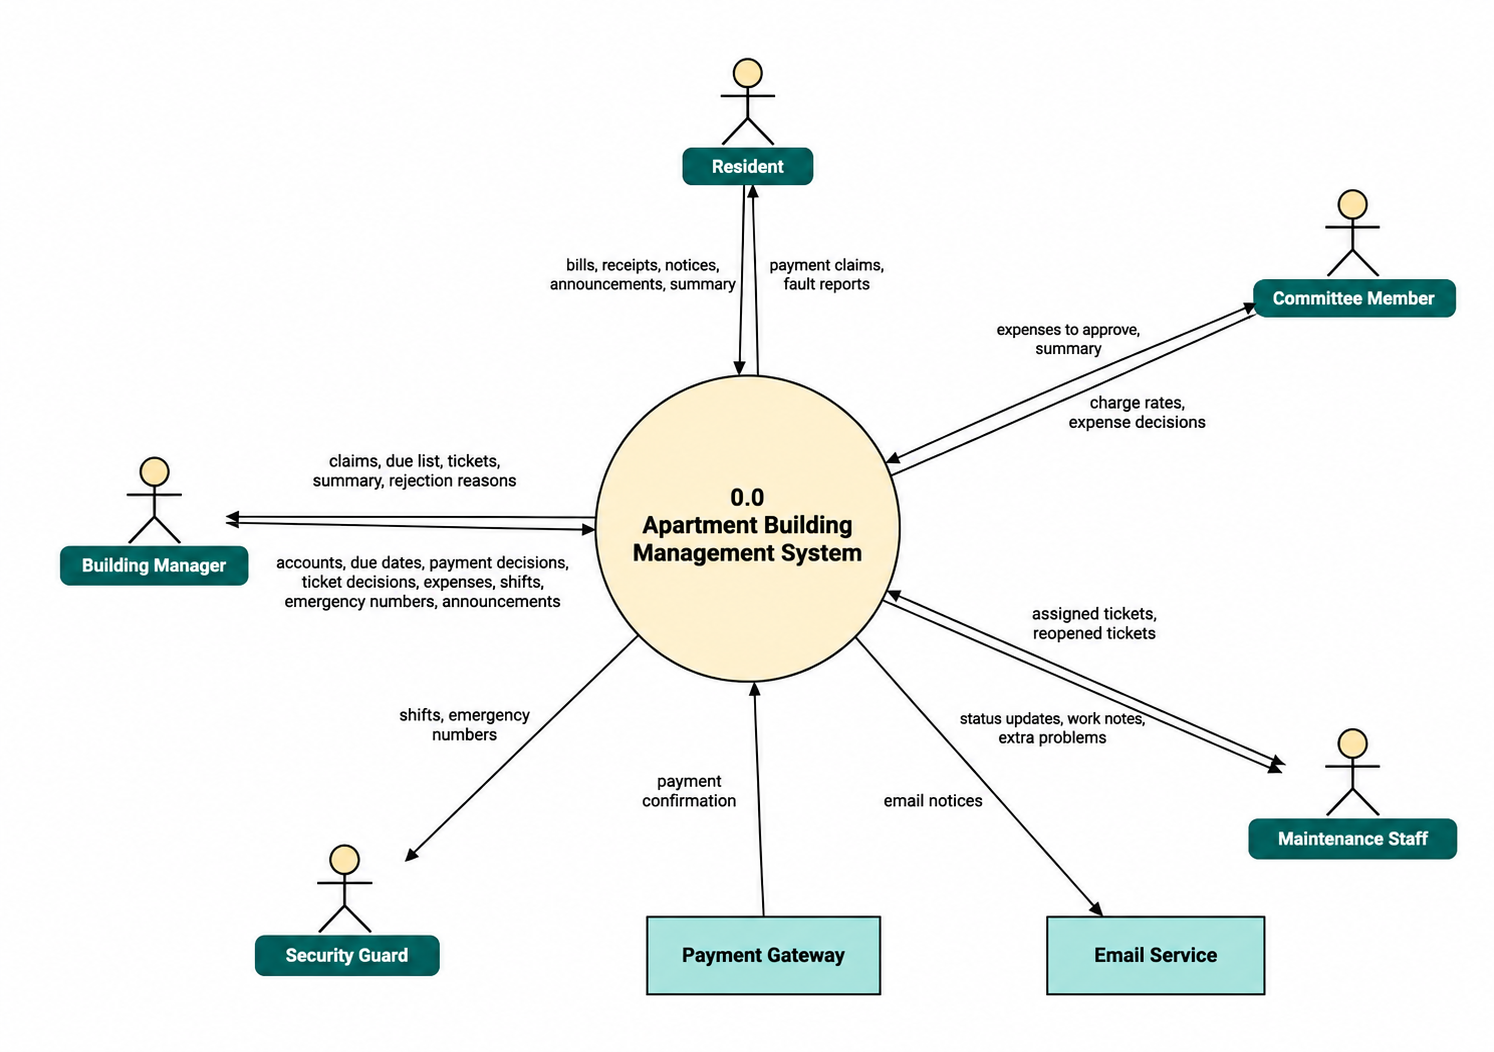 Resident
bills, receipts, notices,
announcements, summary
payment claims,
fault reports
Committee Member
expenses to approve,
summary
charge rates,
expense decisions
claims, due list, tickets,
summary, rejection reasons
Building Manager
accounts, due dates, payment decisions,
ticket decisions, expenses, shifts,
emergency numbers, announcements
0.0
Apartment Building
Management System
assigned tickets,
reopened tickets
status updates, work notes,
extra problems
Maintenance Staff
shifts, emergency
numbers
Security Guard
payment
confirmation
Payment Gateway
email notices
Email Service